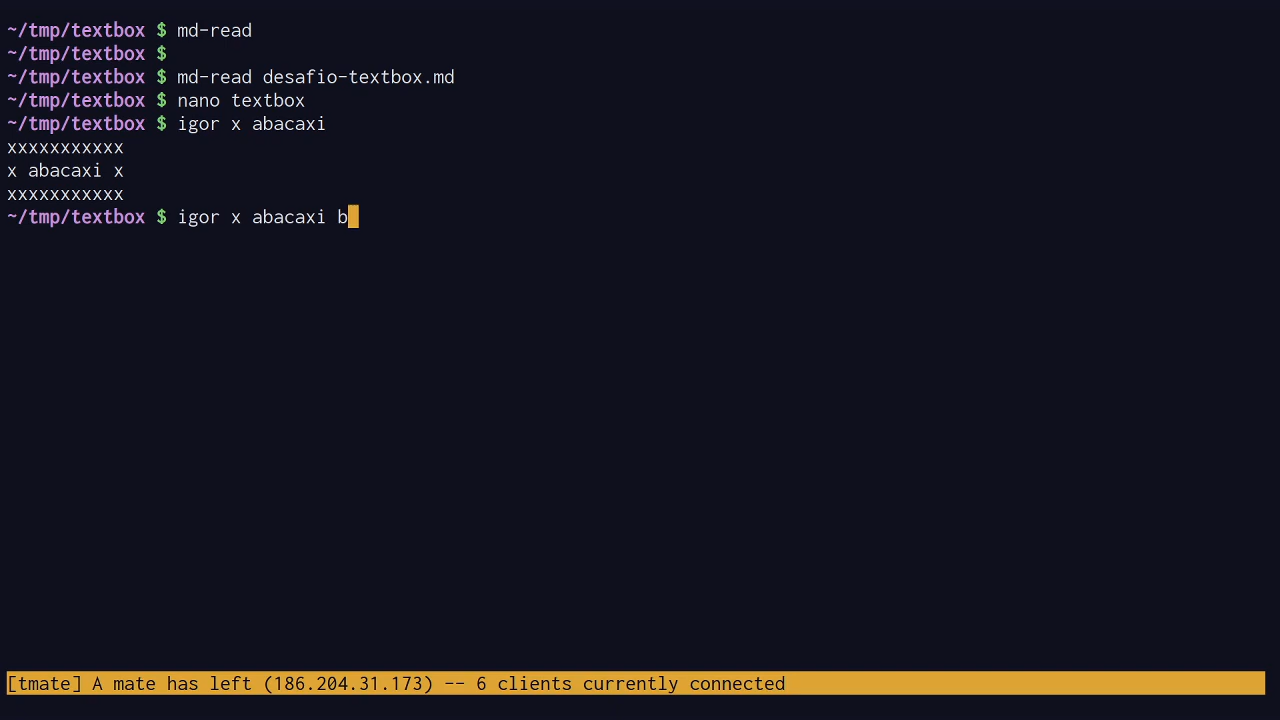 ~/tmp/textbox $ md-read
~/tmp/textbox $
~/tmp/textbox $ md-read desafio-textbox.md
~/tmp/textbox $ nano textbox
~/tmp/textbox $ igor x abacaxi
xxxxxxxxxxx
x abacaxi x
xxxxxxxxxxx
~/tmp/textbox $ igor x abacaxi b
[tmate] A mate has left (186.204.31.173) -- 6 clients currently connected